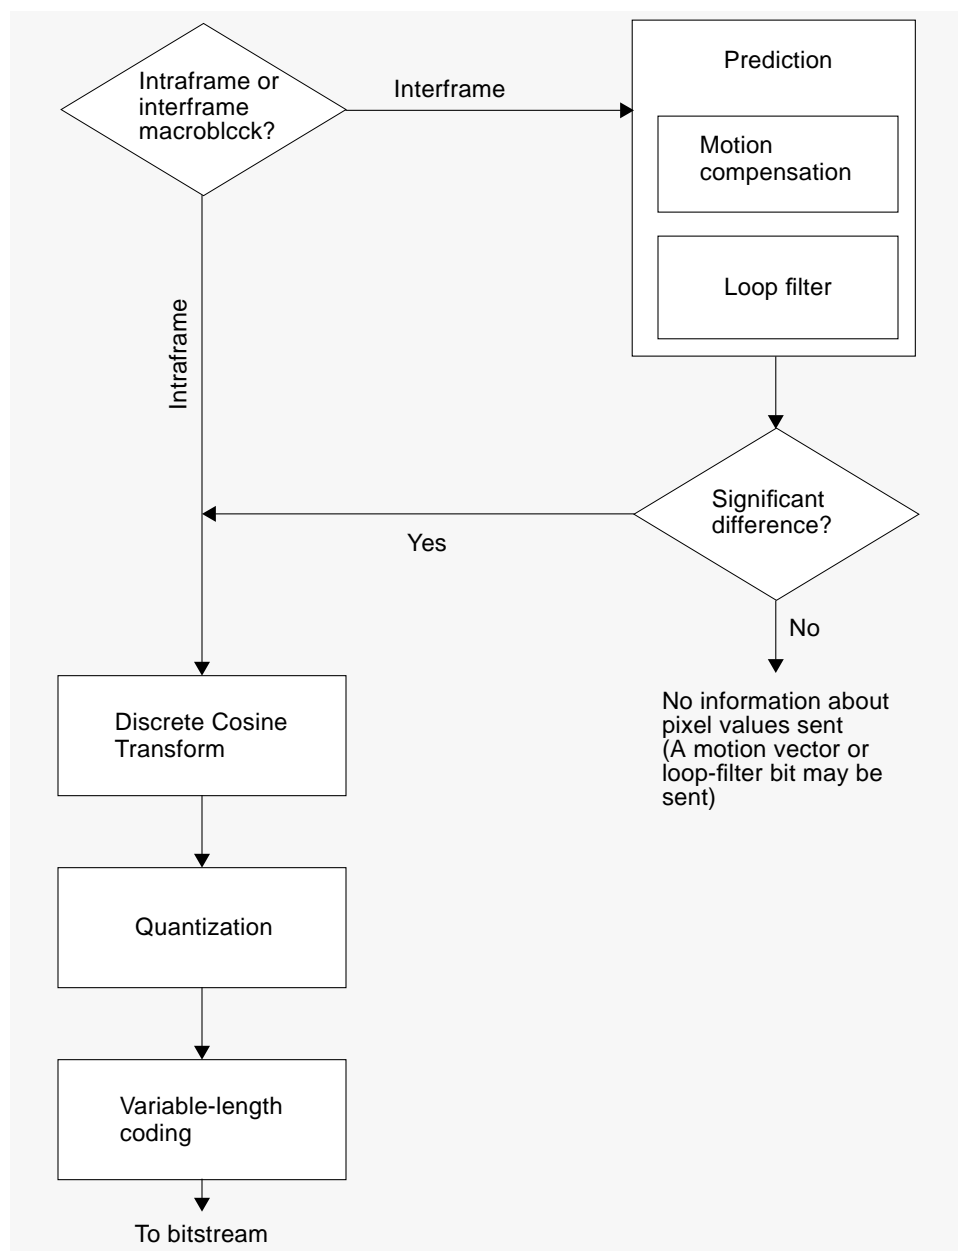 Intraframe or
interframe
macroblcck?
Interframe
Prediction
Motion
compensation
Loop filter
Intraframe
Significant
difference?
Yes
No
No information about
pixel values sent
(A motion vector or
loop-filter bit may be
sent)
Discrete Cosine
Transform
Quantization
Variable-length
coding
To bitstream